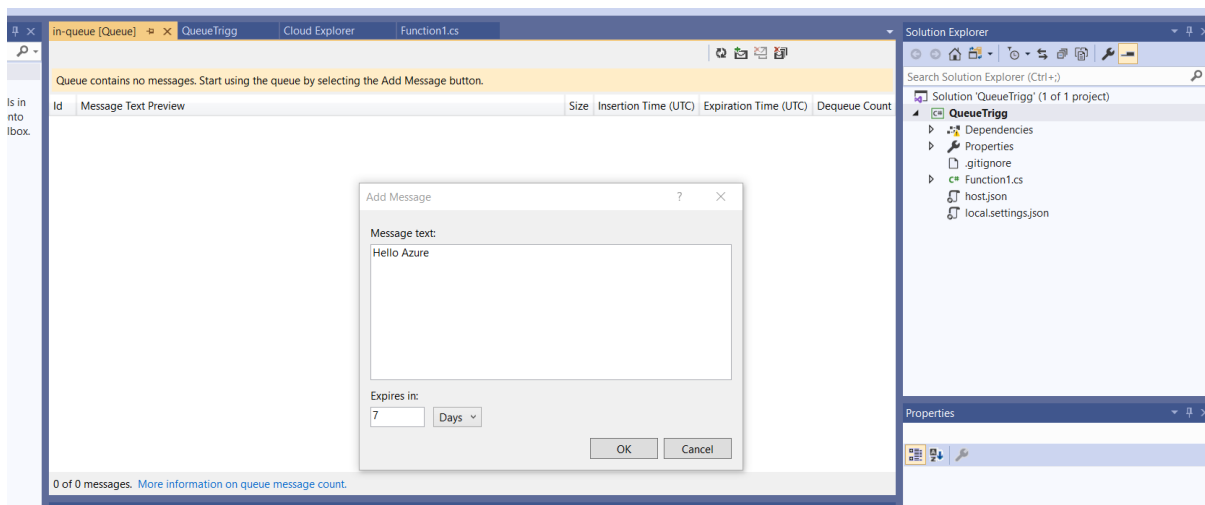 in-queue [Queue]
QueueTrigg
Cloud Explorer
Function1.cs
Queue contains no messages. Start using the queue by selecting the Add Message button.
Id Message Text Preview Size Insertion Time (UTC) Expiration Time (UTC) Dequeue Count
ls in
nto
lbox.
Add Message
Message text:
Hello Azure
Expires in:
7 Days
OK Cancel
0 of 0 messages. More information on queue message count.
Solution Explorer
Search Solution Explorer (Ctrl+;)
Solution 'QueueTrigg' (1 of 1 project)
C# QueueTrigg
Dependencies
Properties
.gitignore
C# Function1.cs
host.json
local.settings.json
Properties